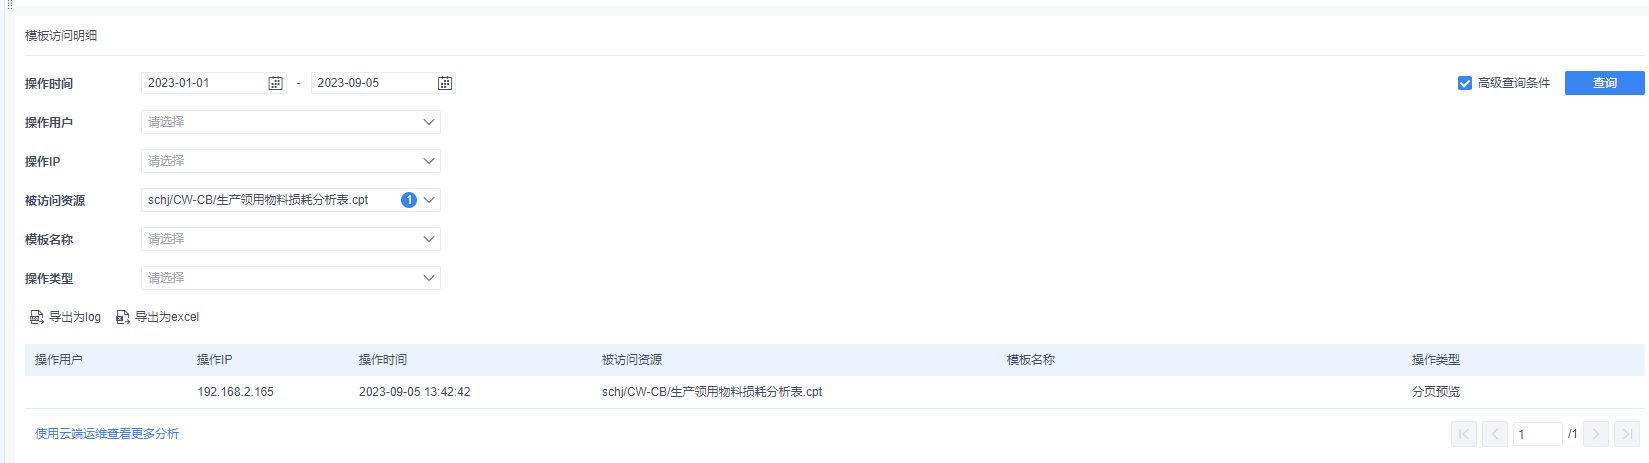 模板访问明细
操作时间 2023-01-01 - 2023-09-05 高级查询条件 查询
操作用户 请选择
操作IP 请选择
被访问资源 schj/CW-CB/生产领用物料损耗分析表.cpt 1
模板名称 请选择
操作类型 请选择
导出为log 导出为excel
操作用户 操作IP 操作时间 被访问资源 模板名称 操作类型
192.168.2.165 2023-09-05 13:42:42 schj/CW-CB/生产领用物料损耗分析表.cpt 分页预览
使用云端运维查看更多分析 1 /1